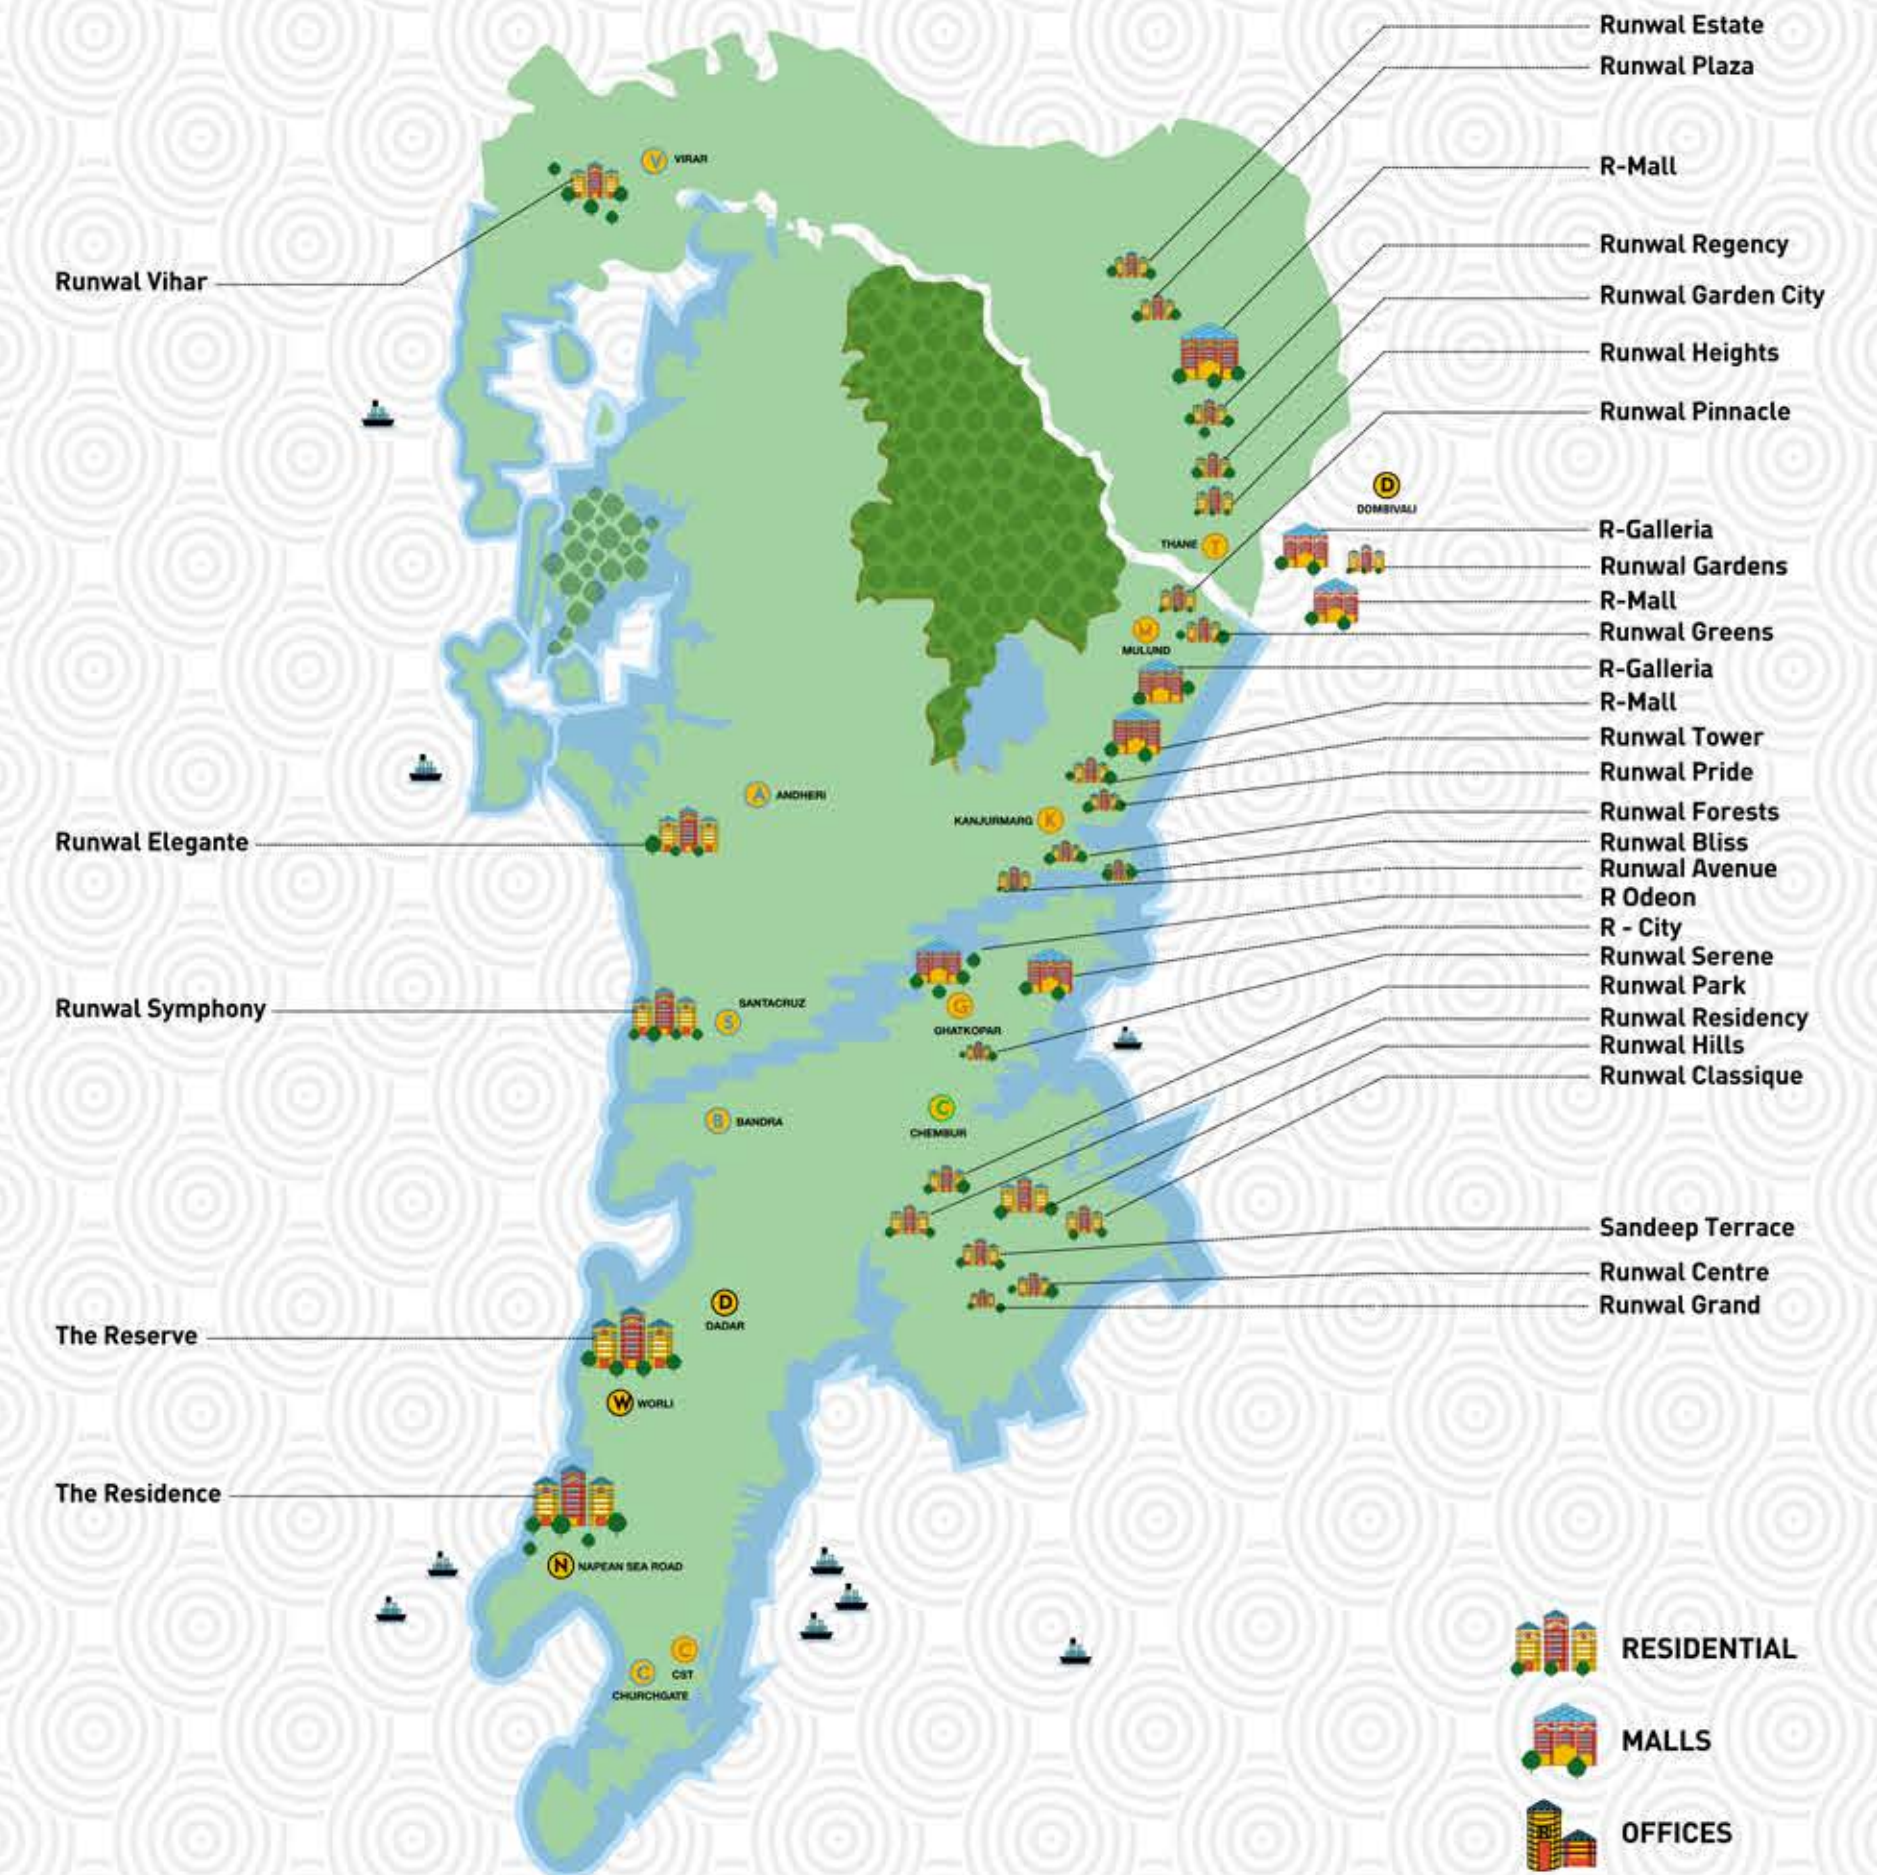 Runwal Estate
Runwal Plaza
V VIRAR
R-Mall
Runwal Regency
Runwal Vihar
Runwal Garden City
Runwal Heights
Runwal Pinnacle
D
DOMBIVALI
R-Galleria
THANE T
Runwal Gardens
R-Mall
M
MULUND
Runwal Greens
R-Galleria
R-Mall
Runwal Tower
Runwal Pride
A ANDHERI
KANJURMARG K
Runwal Forests
Runwal Elegante
Runwal Bliss
Runwal Avenue
R Odeon
R - City
Runwal Serene
Runwal Park
Runwal Symphony
SANTACRUZ
S
G
GHATKOPAR
Runwal Residency
Runwal Hills
Runwal Classique
B BANDRA
C
CHEMBUR
Sandeep Terrace
Runwal Centre
Runwal Grand
D
DADAR
The Reserve
W WORLI
The Residence
N NAPEAN SEA ROAD
C
CST
C
CHURCHGATE
RESIDENTIAL
MALLS
R
OFFICES